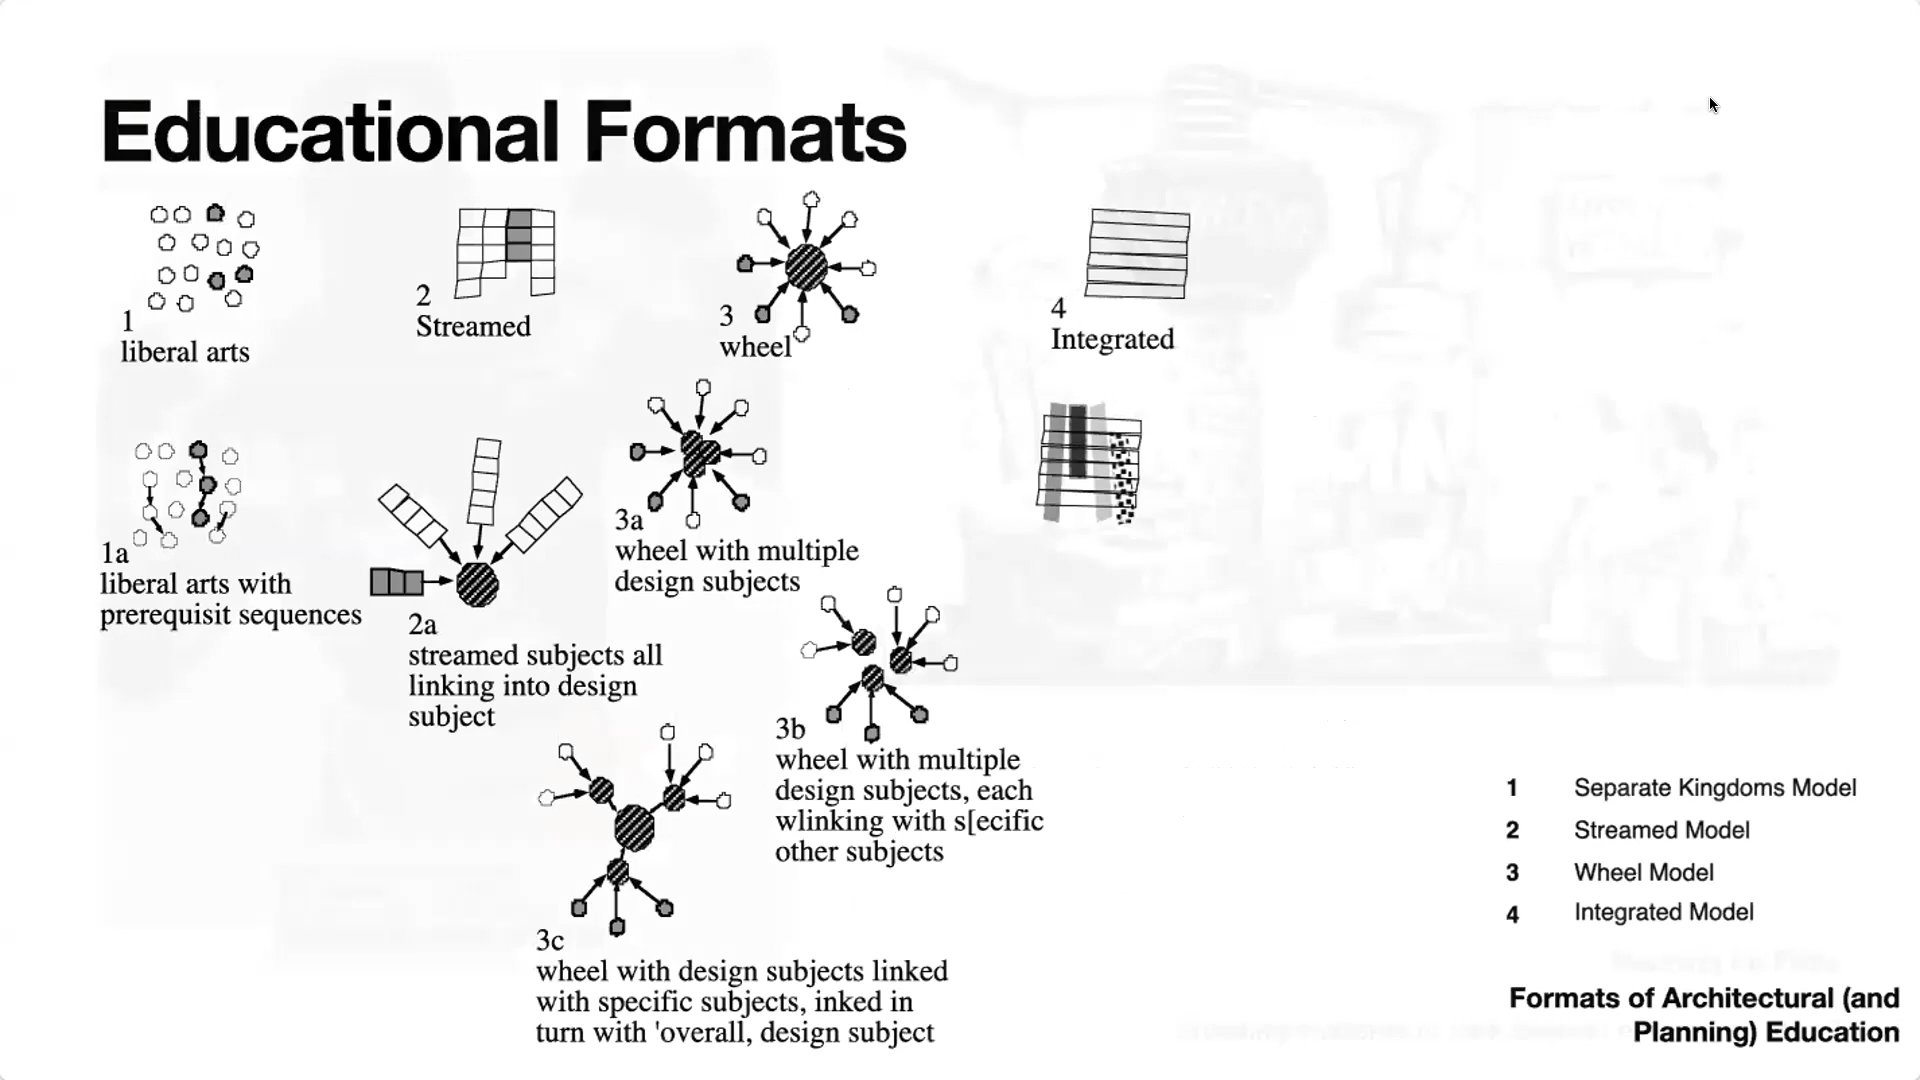 Educational Formats
1
liberal arts
2
Streamed
3
wheel
4
Integrated
1a
liberal arts with
prerequisit sequences
2a
streamed subjects all
linking into design
subject
3a
wheel with multiple
design subjects
3b
wheel with multiple
design subjects, each
wlinking with s[ecific
other subjects
3c
wheel with design subjects linked
with specific subjects, inked in
turn with 'overall, design subject
1 Separate Kingdoms Model
2 Streamed Model
3 Wheel Model
4 Integrated Model
Formats of Architectural (and
Planning) Education